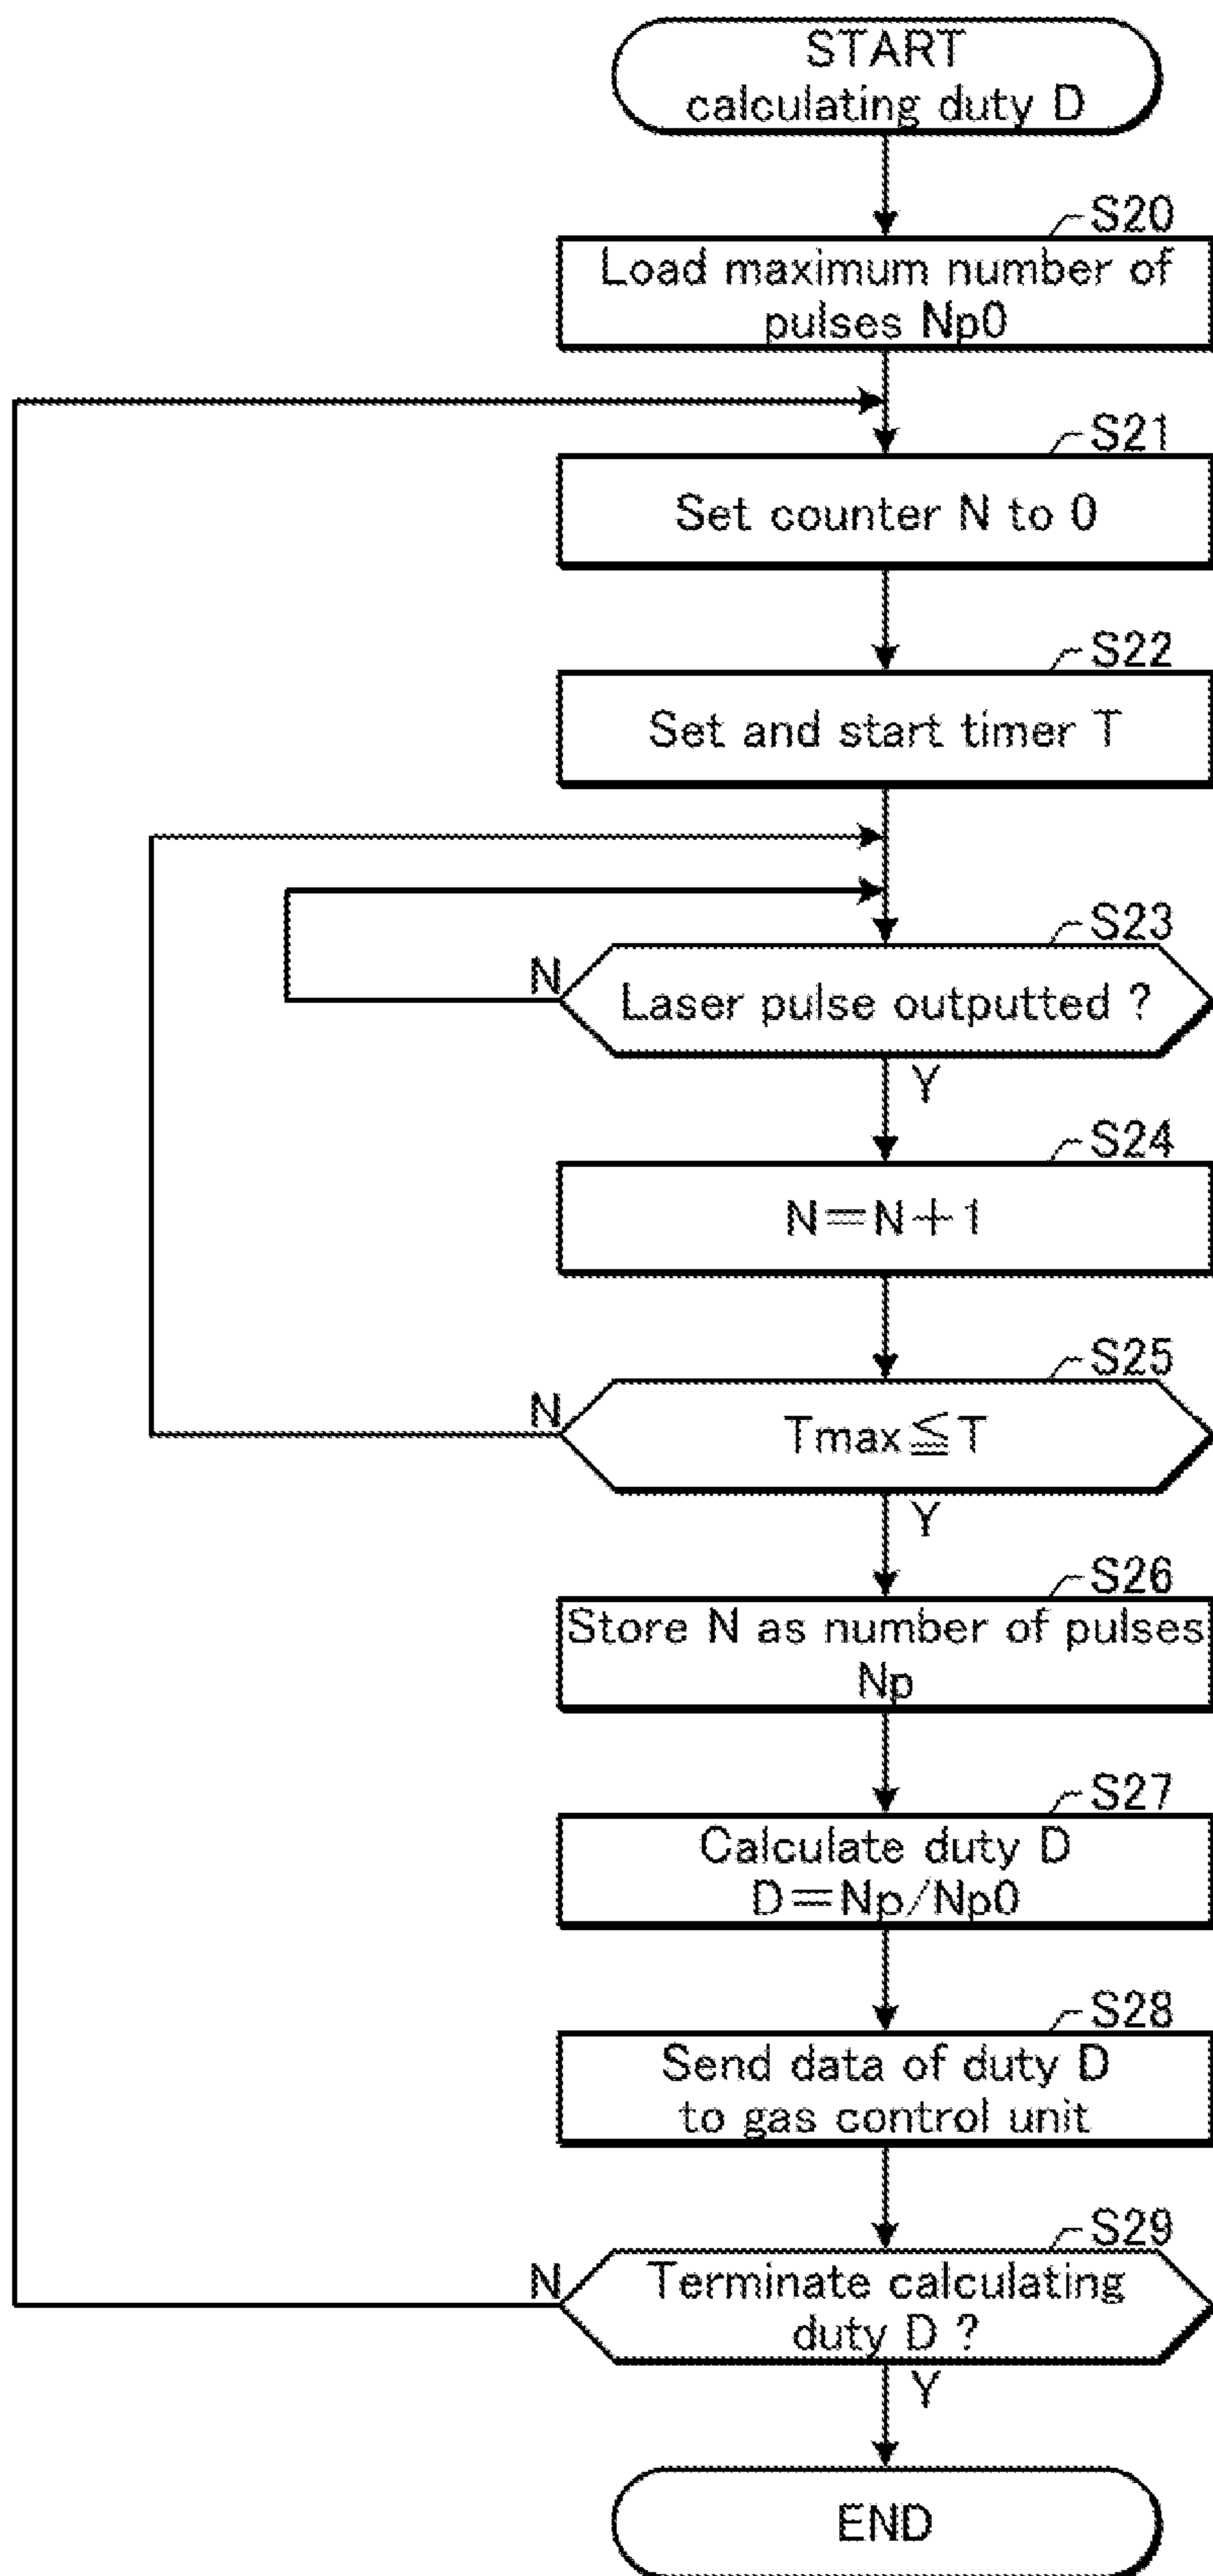 START
calculating duty D
S20
Load maximum number of
pulses Np0
S21
Set counter N to 0
S22
Set and start timer T
S23
N
Laser pulse outputted ?
Y
S24
N=N+1
S25
N
Tmax≦T
Y
S26
Store N as number of pulses
Np
S27
Calculate duty D
D=Np/Np0
S28
Send data of duty D
to gas control unit
S29
N
Terminate calculating
duty D ?
Y
END